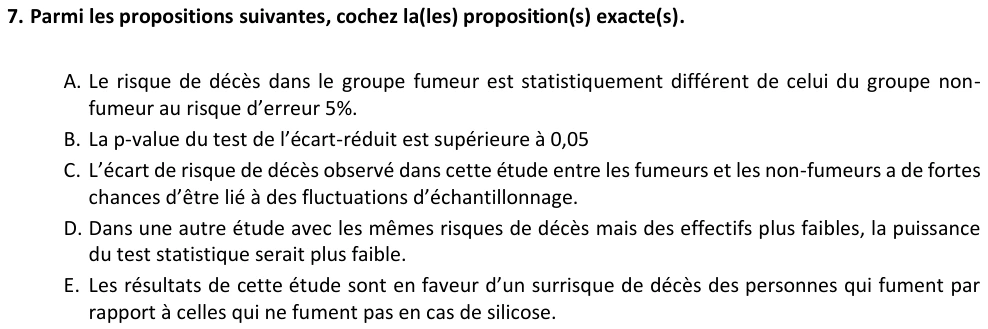 7. Parmi les propositions suivantes, cochez la(les) proposition(s) exacte(s).
A. Le risque de décès dans le groupe fumeur est statistiquement différent de celui du groupe non-
fumeur au risque d'erreur 5%.
B. La p-value du test de l'écart-réduit est supérieure à 0,05
C. L'écart de risque de décès observé dans cette étude entre les fumeurs et les non-fumeurs a de fortes
chances d'être lié à des fluctuations d'échantillonnage.
D. Dans une autre étude avec les mêmes risques de décès mais des effectifs plus faibles, la puissance
du test statistique serait plus faible.
E. Les résultats de cette étude sont en faveur d'un surrisque de décès des personnes qui fument par
rapport à celles qui ne fument pas en cas de silicose.